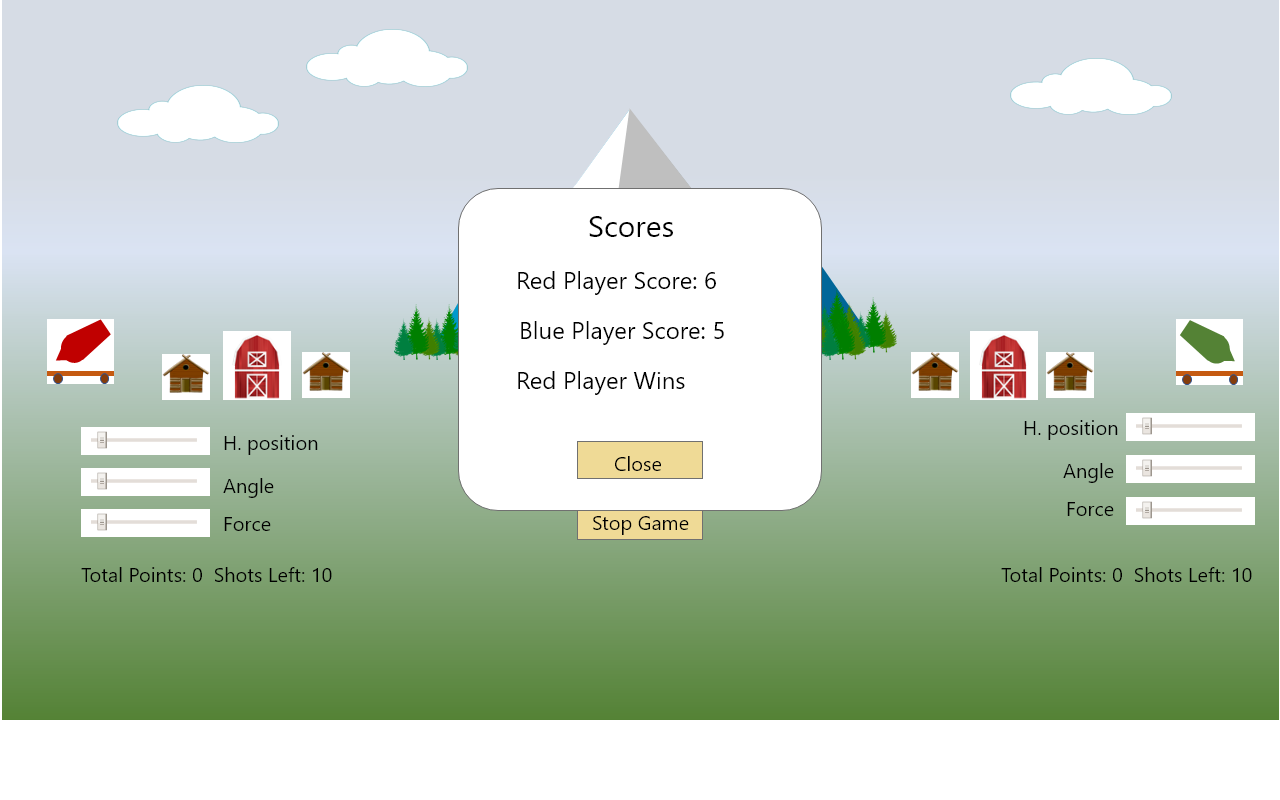 Scores
Red Player Score: 6
Blue Player Score: 5
Red Player Wins
Close
Stop Game
H. position
Angle
Force
Total Points: 0  Shots Left: 10
H. position
Angle
Force
Total Points: 0  Shots Left: 10